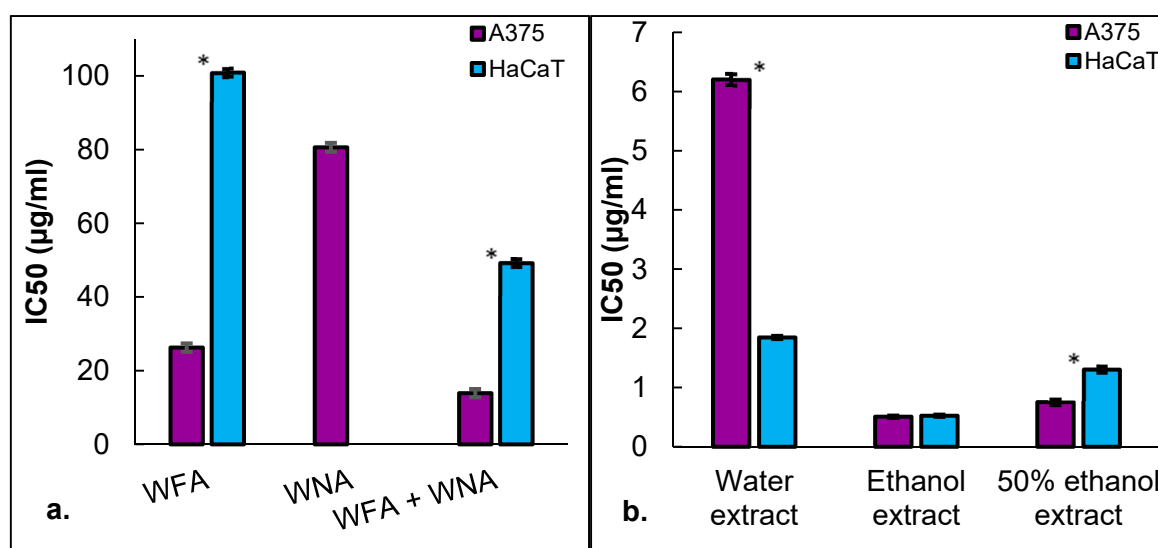 A375
HaCaT
IC50 (µg/ml)
100
80
60
40
20
0
*
*
WFA
WNA
WFA + WNA
a.
A375
HaCaT
IC50 (µg/ml)
7
6
5
4
3
2
1
0
*
*
Water
extract
Ethanol
extract
50% ethanol
extract
b.